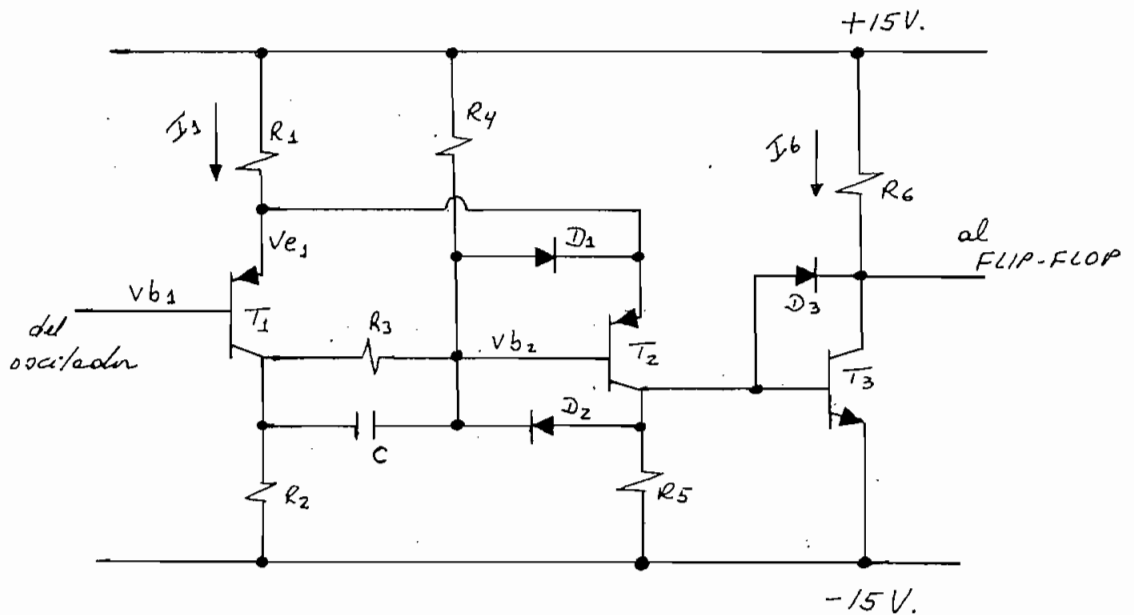 +15V.
I1
R1
R4
I6
R6
Ve1
D1
al
FLIP-FLOP
D3
Vb1
T1
R3
Vb2
T2
T3
del
oscilador
D2
C
R2
R5
-15V.